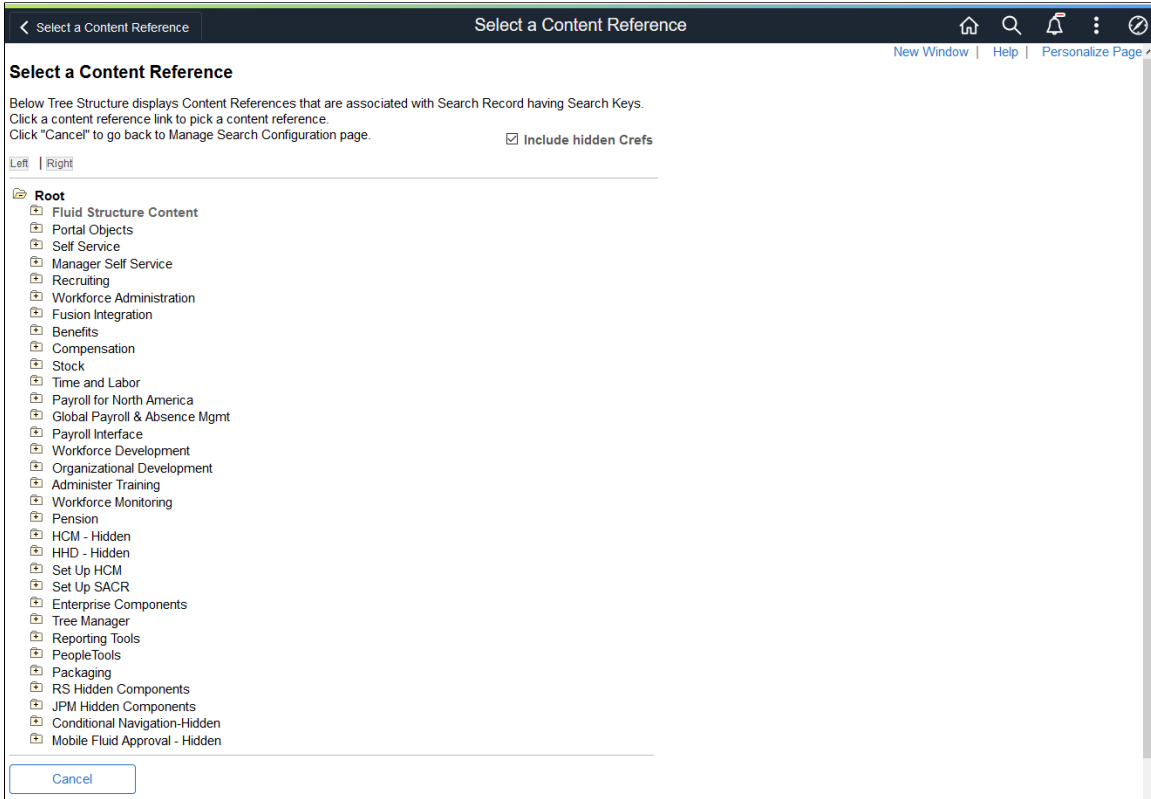 Select a Content Reference
Select a Content Reference
New Window | Help | Personalize Page
Select a Content Reference
Below Tree Structure displays Content References that are associated with Search Record having Search Keys.
Click a content reference link to pick a content reference.
Click "Cancel" to go back to Manage Search Configuration page.
Include hidden Crefs
Left | Right
Root
Fluid Structure Content
Portal Objects
Self Service
Manager Self Service
Recruiting
Workforce Administration
Fusion Integration
Benefits
Compensation
Stock
Time and Labor
Payroll for North America
Global Payroll & Absence Mgmt
Payroll Interface
Workforce Development
Organizational Development
Administer Training
Workforce Monitoring
Pension
HCM - Hidden
HHD - Hidden
Set Up HCM
Set Up SACR
Enterprise Components
Tree Manager
Reporting Tools
PeopleTools
Packaging
RS Hidden Components
JPM Hidden Components
Conditional Navigation-Hidden
Mobile Fluid Approval - Hidden
Cancel